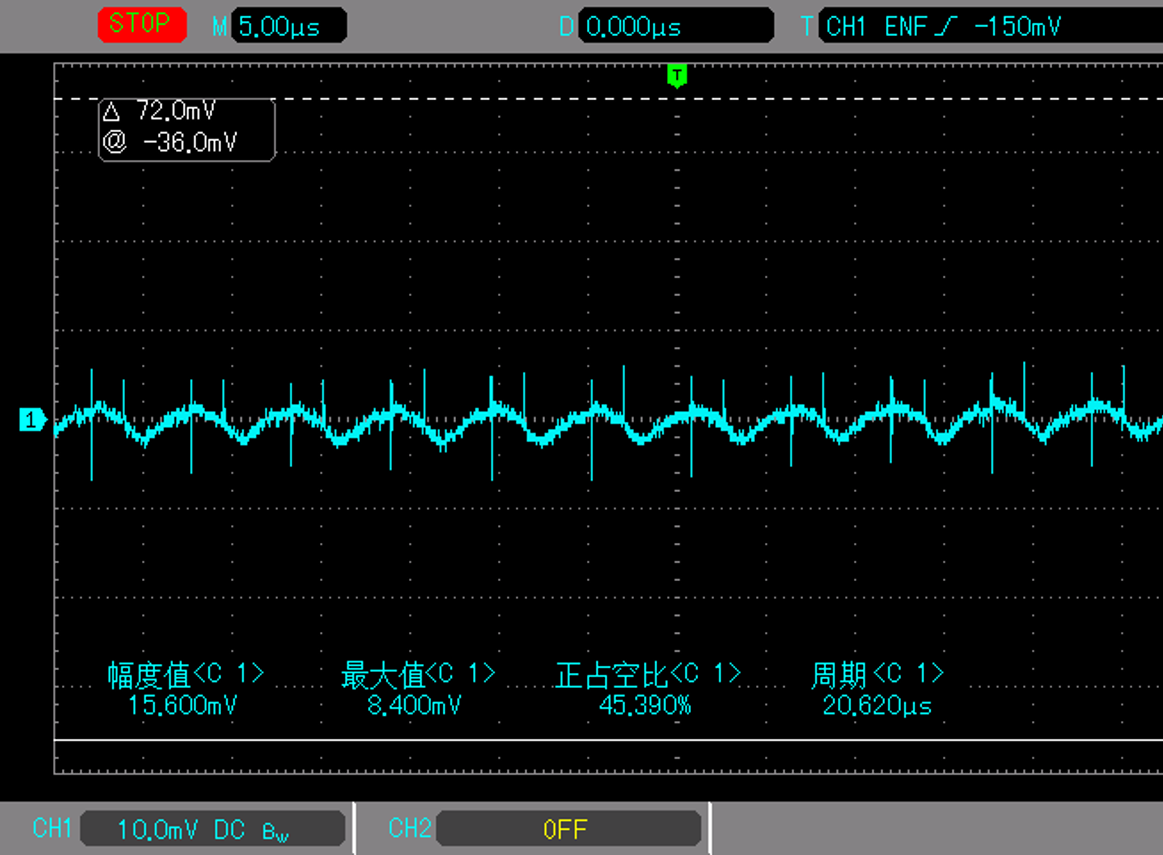 STOP M 5.00μs D 0.000μs T CH1 ENF -150mV
T
Δ 72.0mV
@ -36.0mV
1
幅度值<C 1> 最大值<C 1> 正占空比<C 1> 周期<C 1>
15.600mV 8.400mV 45.390% 20.620μs
CH1 10.0mV DC Bw CH2 OFF